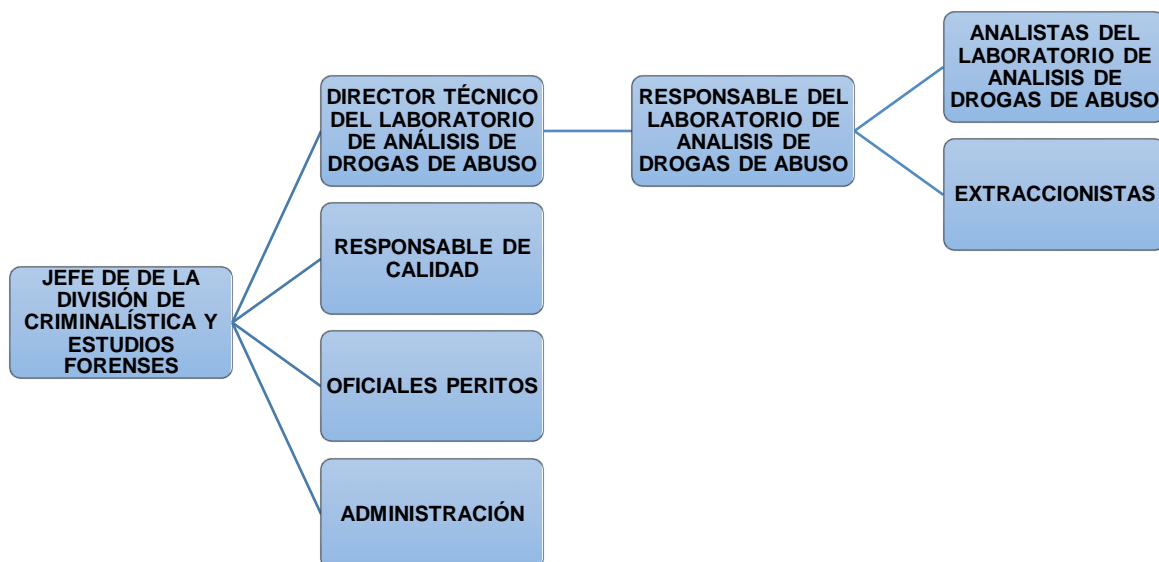 JEFE DE DE LA
DIVISIÓN DE
CRIMINALÍSTICA Y
ESTUDIOS
FORENSES
DIRECTOR TÉCNICO
DEL LABORATORIO
DE ANÁLISIS DE
DROGAS DE ABUSO
RESPONSABLE DEL
LABORATORIO DE
ANALISIS DE
DROGAS DE ABUSO
ANALISTAS DEL
LABORATORIO DE
ANALISIS DE
DROGAS DE ABUSO
EXTRACCIONISTAS
RESPONSABLE DE
CALIDAD
OFICIALES PERITOS
ADMINISTRACIÓN